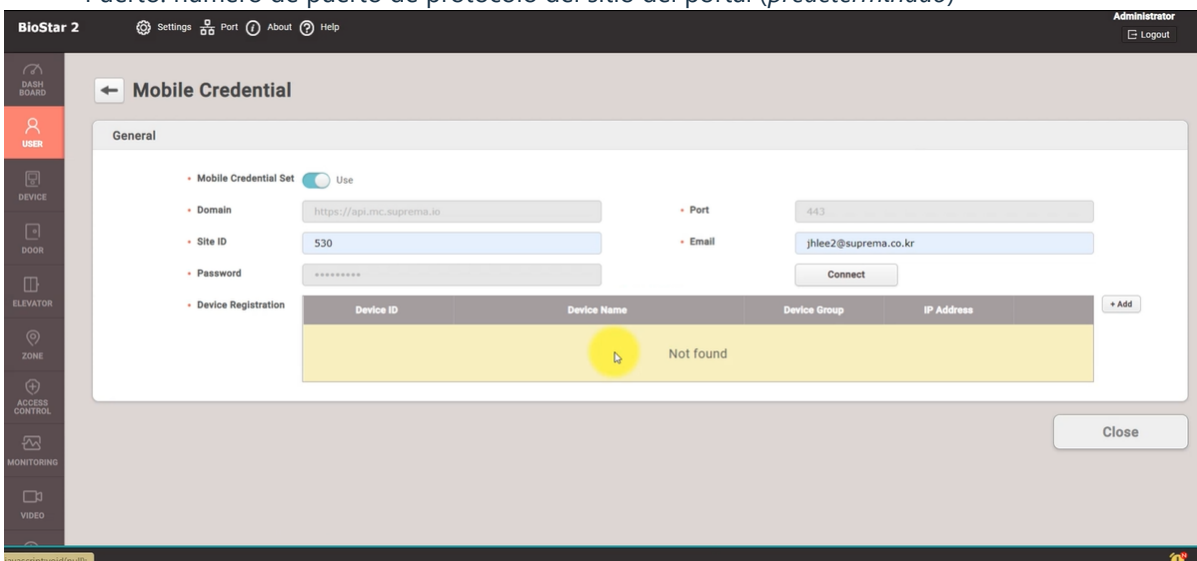 Puerto: número de puerto de protocolo del sitio del portal (predeterminado)
BioStar 2 Settings Port About Help Administrator
Logout
DASH BOARD
Mobile Credential
USER
General
Mobile Credential Set Use
DEVICE
Domain https://api.mc.suprema.io Port 443
DOOR
Site ID 530 Email jhlee2@suprema.co.kr
Password ********* Connect
ELEVATOR
Device Registration Device ID Device Name Device Group IP Address + Add
ZONE
Not found
ACCESS CONTROL
Close
MONITORING
VIDEO
javascript:void(null);
N